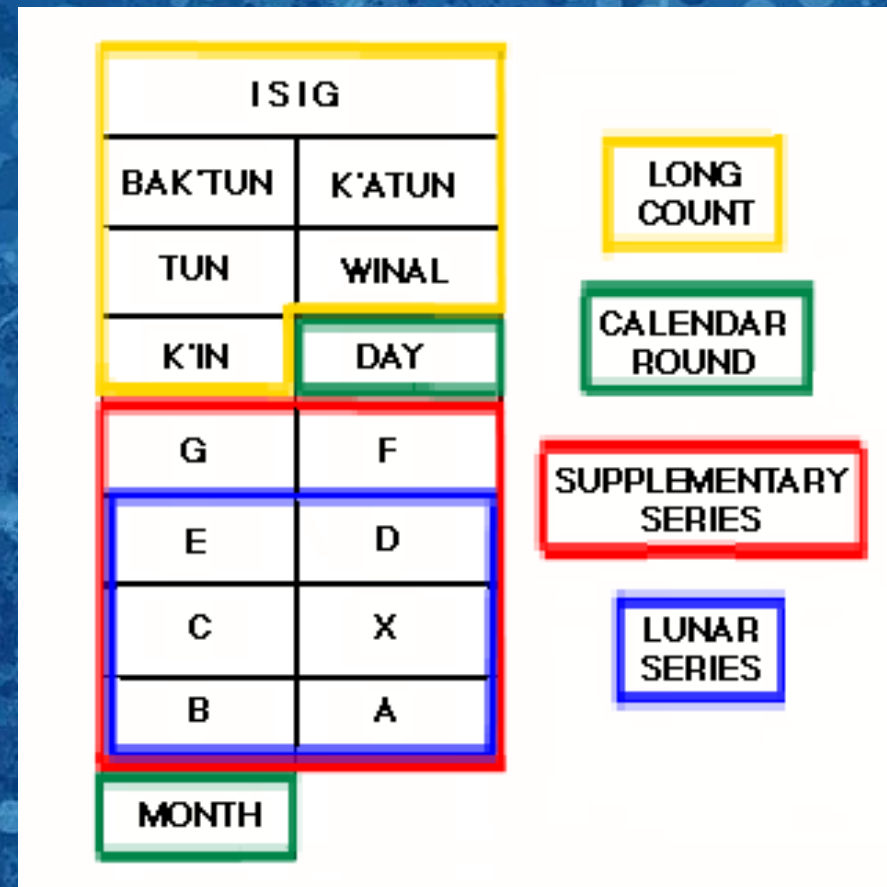 ISIG
BAK'TUN K'ATUN
TUN WINAL
K'IN DAY
G F
E D
C X
B A
MONTH
LONG
COUNT
CALENDAR
ROUND
SUPPLEMENTARY
SERIES
LUNAR
SERIES